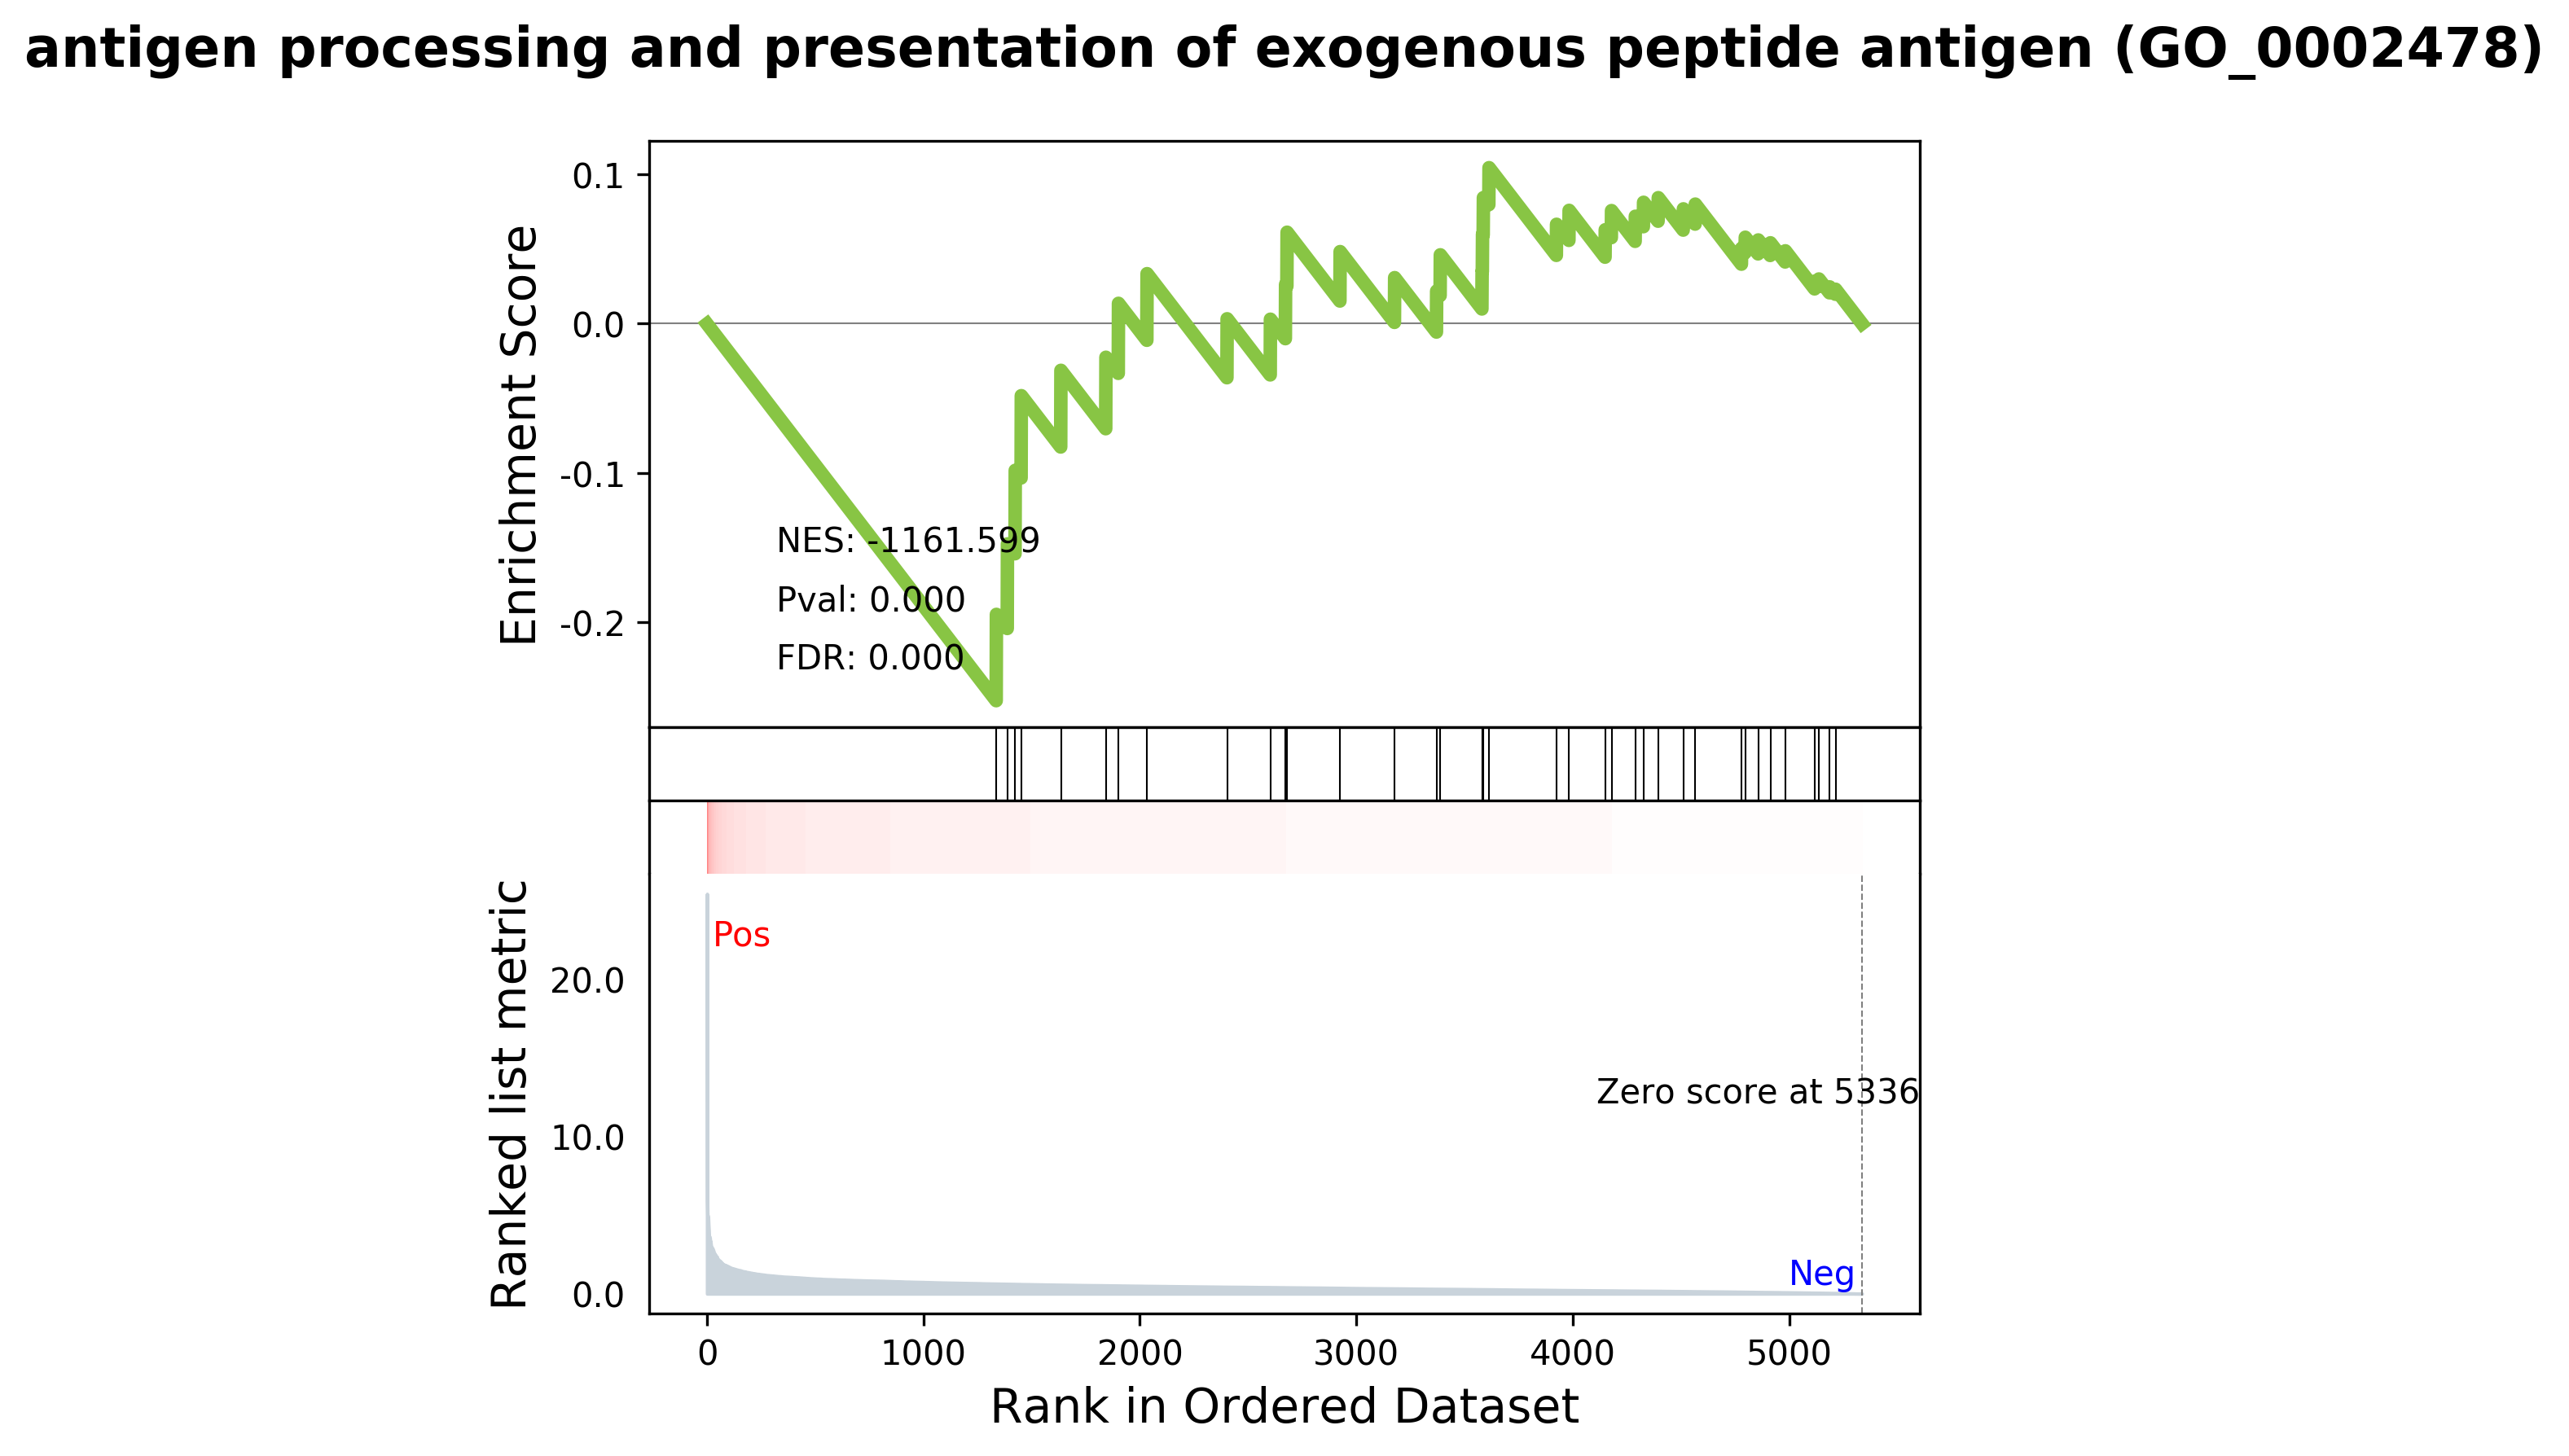 antigen processing and presentation of exogenous peptide antigen (GO_0002478)
Enrichment Score
0.1
0.0
-0.1
-0.2
NES: -1161.599
Pval: 0.000
FDR: 0.000
Ranked list metric
20.0
10.0
0.0
Pos
Zero score at 5336
Neg
0 1000 2000 3000 4000 5000
Rank in Ordered Dataset